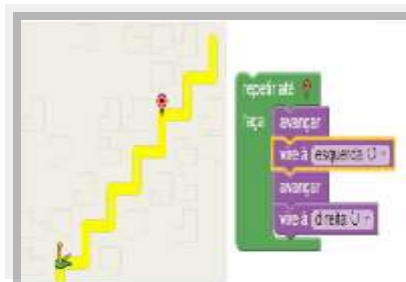 repetir até
faça avançar
vire à esquerda ↺
avançar
vire à direita ↻